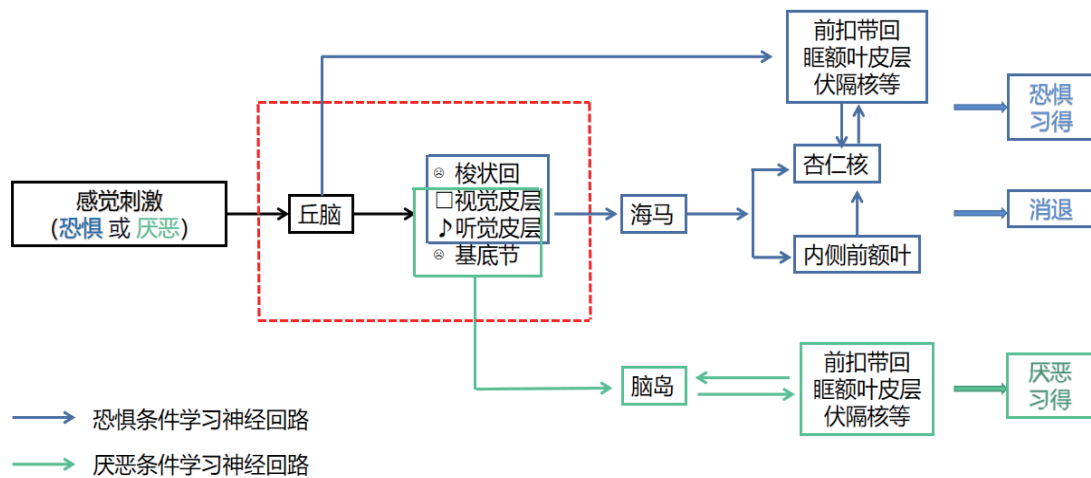 前扣带回
眶额叶皮层
伏隔核等
恐惧
习得
杏仁核
感觉刺激
(恐惧 或 厌恶)
丘脑
☹ 梭状回
□视觉皮层
♪听觉皮层
☹ 基底节
海马
消退
内侧前额叶
脑岛
前扣带回
眶额叶皮层
伏隔核等
厌恶
习得
恐惧条件学习神经回路
厌恶条件学习神经回路